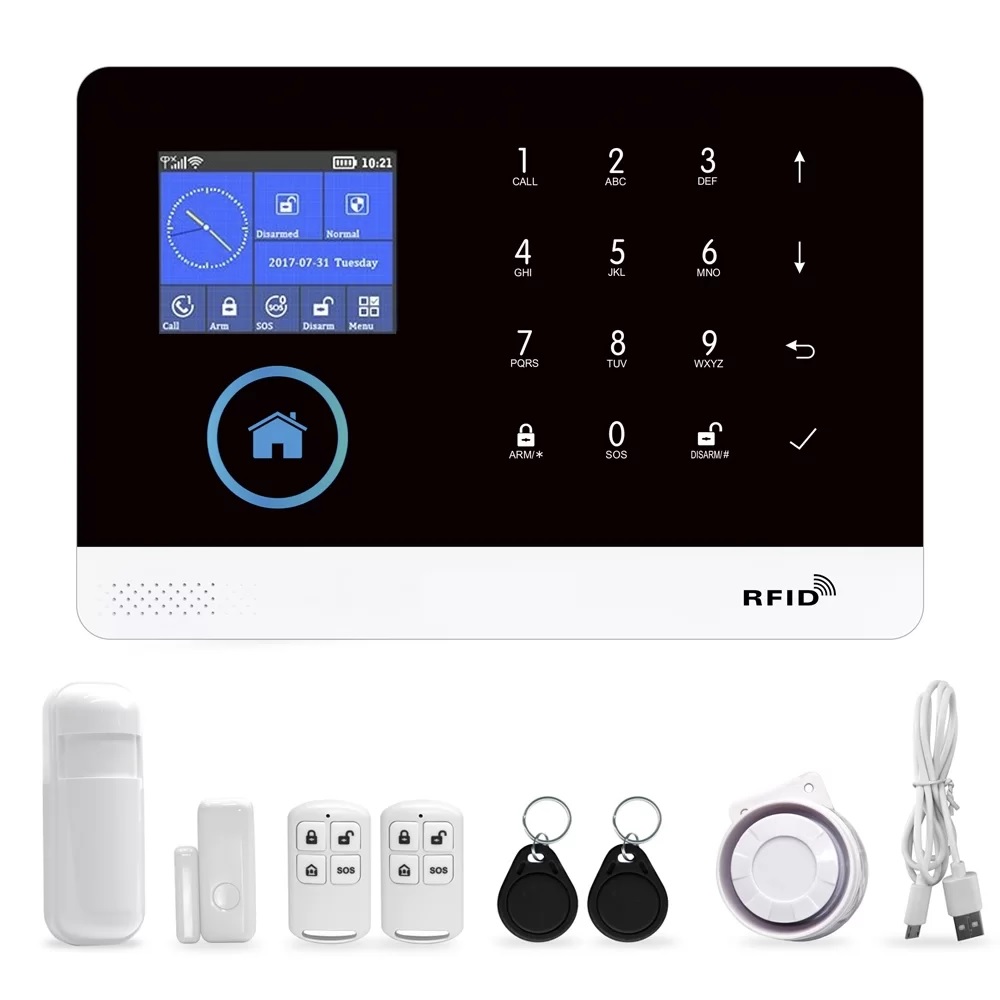 10:21
Disarmed Normal
2017-07-31 Tuesday
Call Arm SOS Disarm Menu
1 2 3
CALL ABC DEF
4 5 6
GHI JKL MNO
7 8 9
PQRS TUV WXYZ
0
ARM/* SOS DISARM/#
RFID
SOS SOS